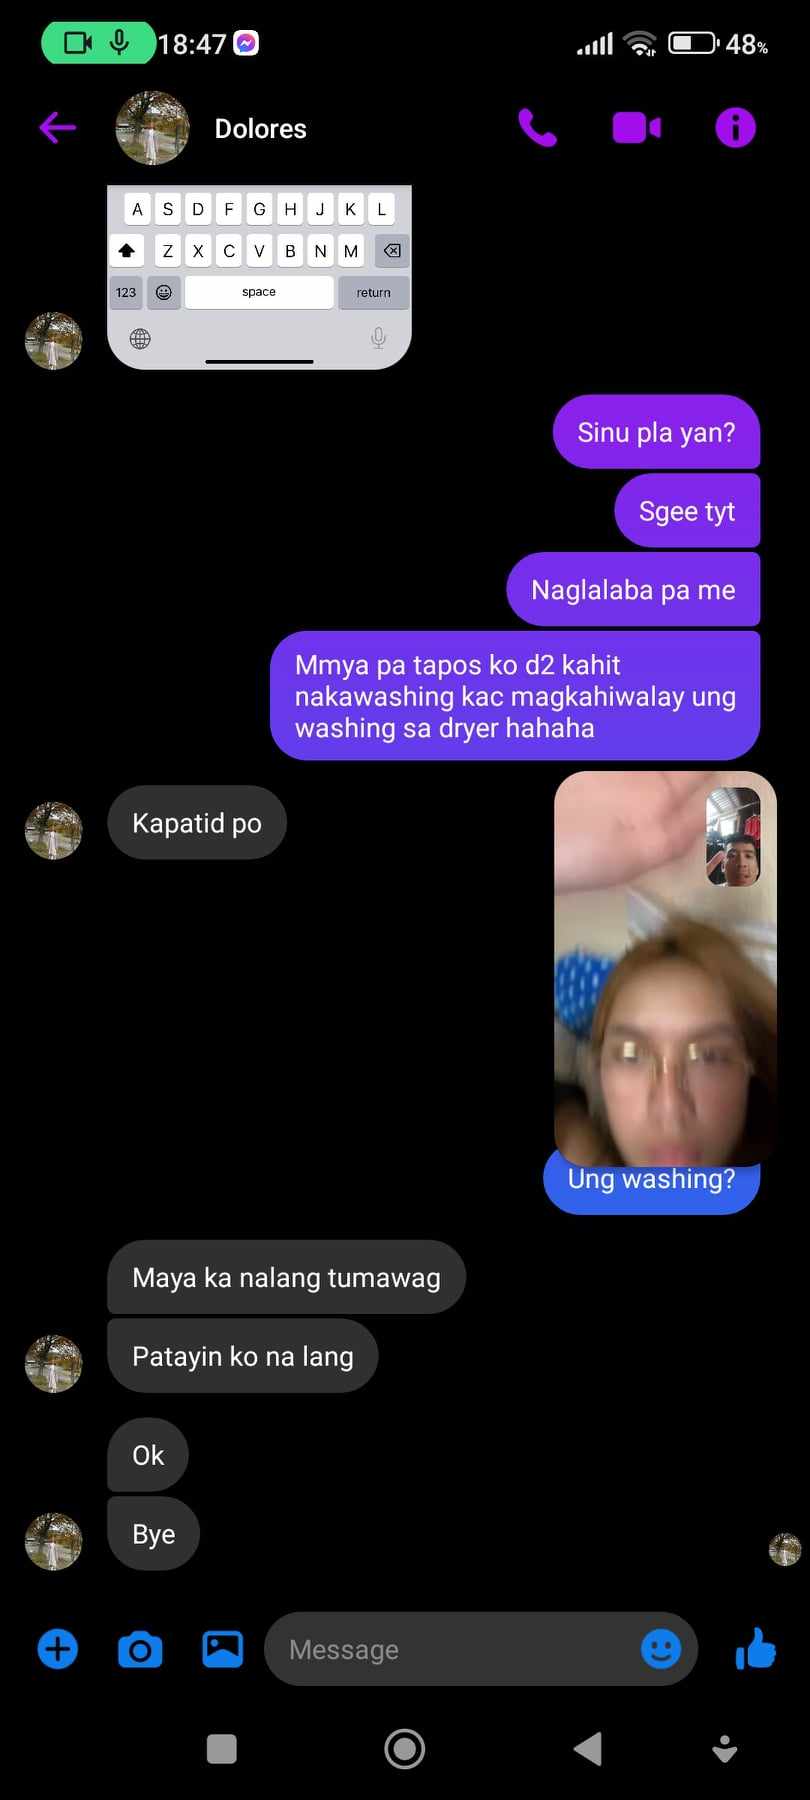 18:47
48%
Dolores
A S D F G H J K L
Z X C V B N M
123 space return
Sinu pla yan?
Sgee tyt
Naglalaba pa me
Mmya pa tapos ko d2 kahit
nakawashing kac magkahiwalay ung
washing sa dryer hahaha
Kapatid po
Ung washing?
Maya ka nalang tumawag
Patayin ko na lang
Ok
Bye
Message